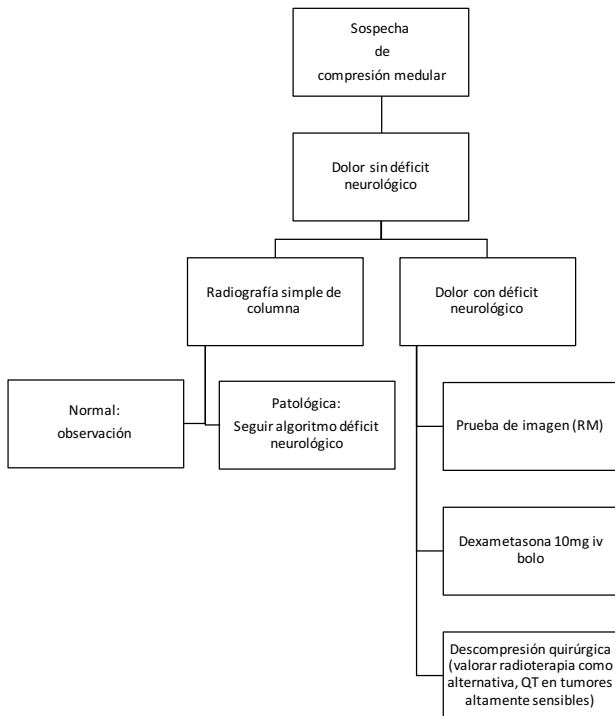 Sospecha
de
compresión medular
Dolor sin déficit
neurológico
Radiografía simple de
columna
Dolor con déficit
neurológico
Normal:
observación
Patológica:
Seguir algoritmo déficit
neurológico
Prueba de imagen (RM)
Dexametasona 10mg iv
bolo
Descompresión quirúrgica
(valorar radioterapia como
alternativa, QT en tumores
altamente sensibles)